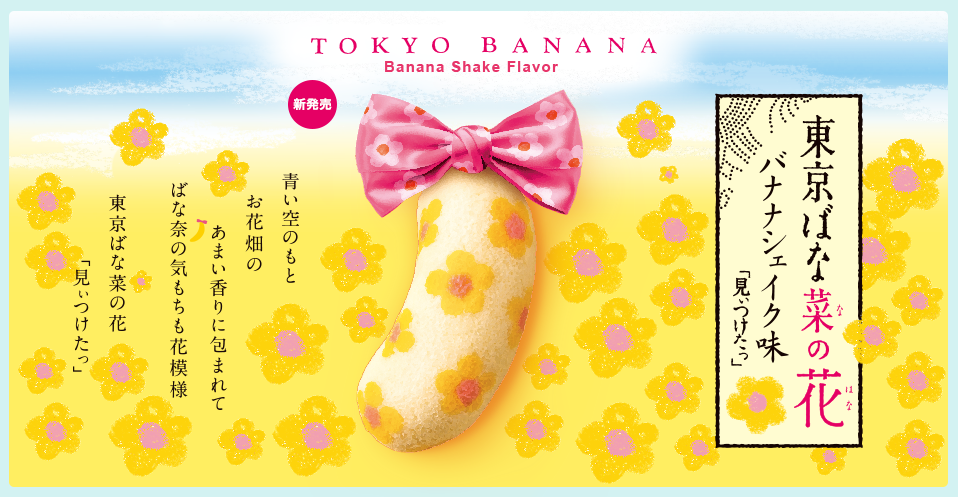 TOKYO BANANA
Banana Shake Flavor
新発売
東京ばな菜の花
な
はな
バナナシェイク味
「見ぃつけたっ」
青い空のもと
お花畑の
あまい香りに包まれて
ばな奈の気もちも花模様
東京ばな菜の花
「見ぃつけたっ」